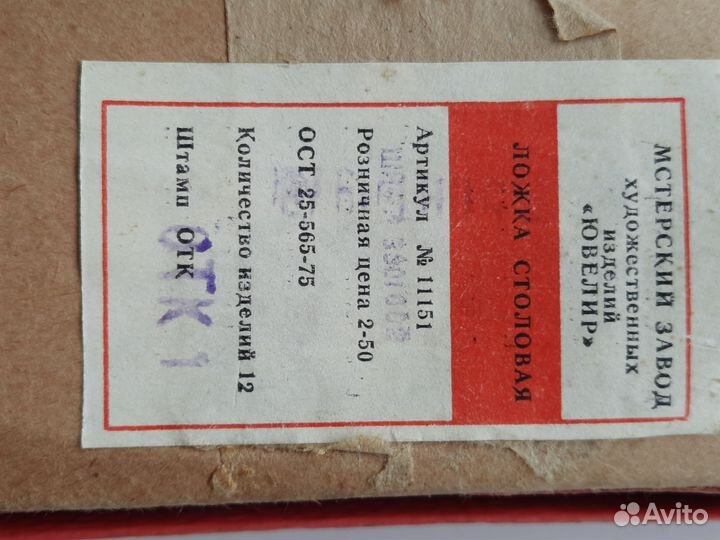 МСТЕРСКИЙ ЗАВОД
художественных
изделий
«ЮВЕЛИР»
ЛОЖКА СТОЛОВАЯ
Артикул № 11151
Розничная цена 2-50
ОСТ 25-565-75
Количество изделий 12
Штамп ОТК
ОТК 1
Avito